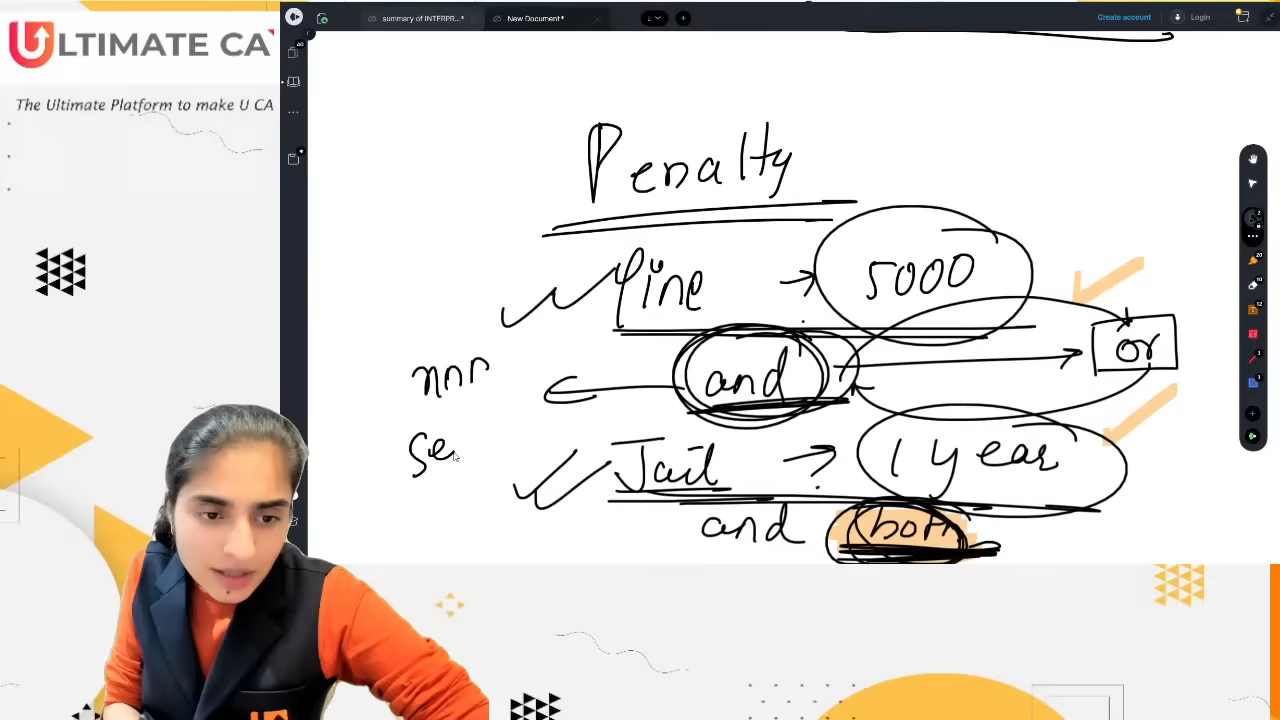 ULTIMATE CA
The Ultimate Platform to make U CA
summary of INTERPR...*
New Document*
2
Create account
Login
Penalty
fine → 5000
and
or
Jail → 1 year
and both
Se